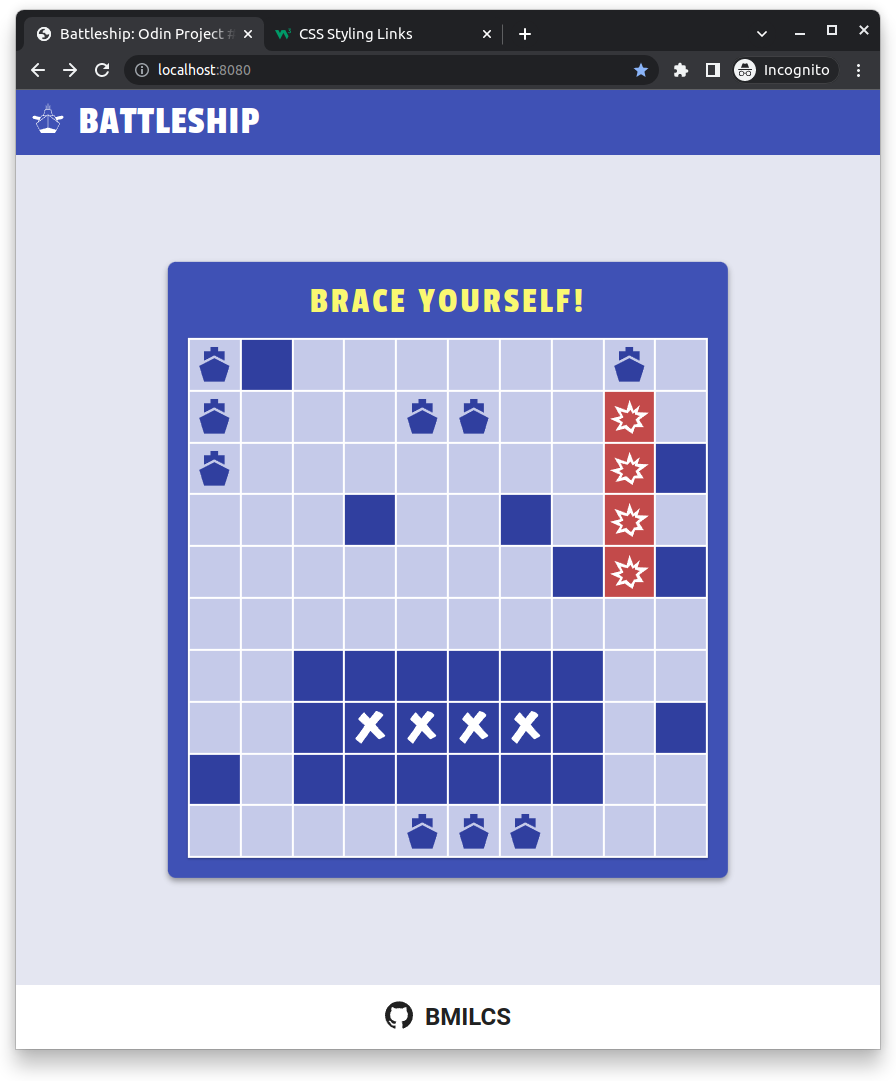 Battleship: Odin Project #
CSS Styling Links
localhost:8080
Incognito
BATTLESHIP
BRACE YOURSELF!
BMILCS